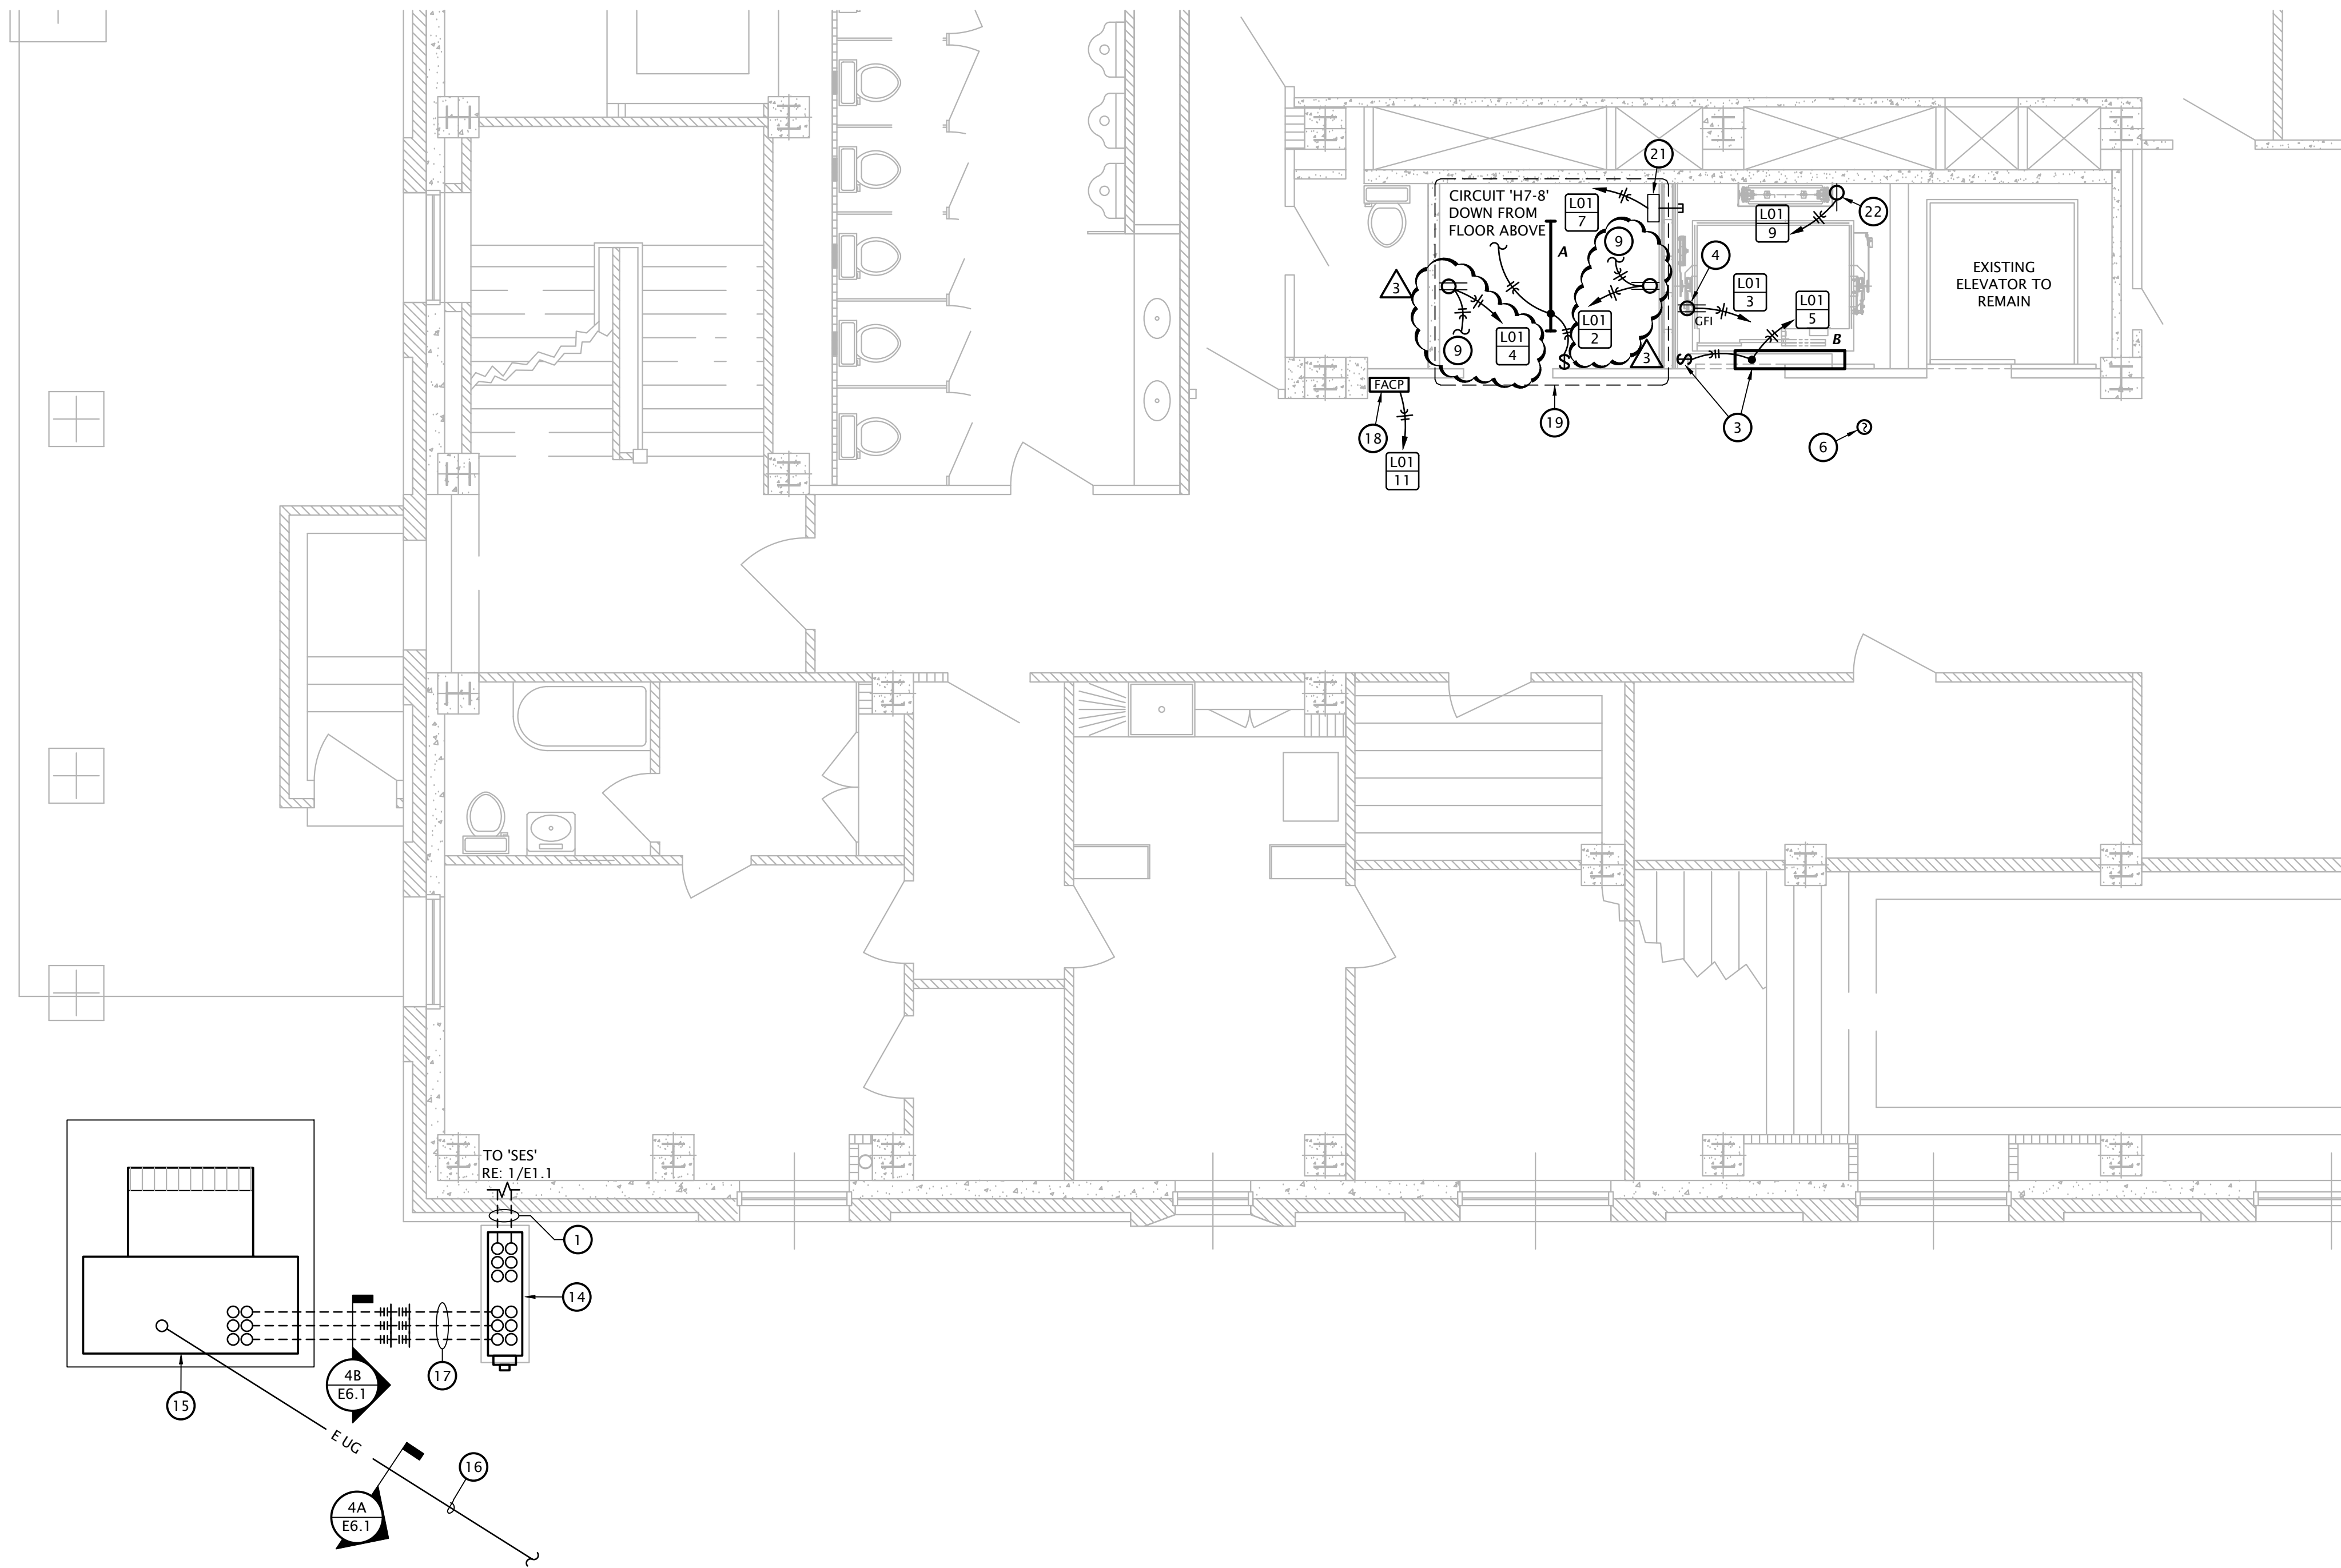 21
CIRCUIT 'H7-8'
DOWN FROM
FLOOR ABOVE
L01
7
A
9
3
L01
9
22
4
L01
3
GFI
L01
5
B
EXISTING
ELEVATOR TO
REMAIN
9
L01
4
L01
2
$
3
$
FACP
18
19
3
6
?
L01
11
TO 'SES'
RE: 1/E1.1
1
14
17
4B
E6.1
15
E UG
16
4A
E6.1